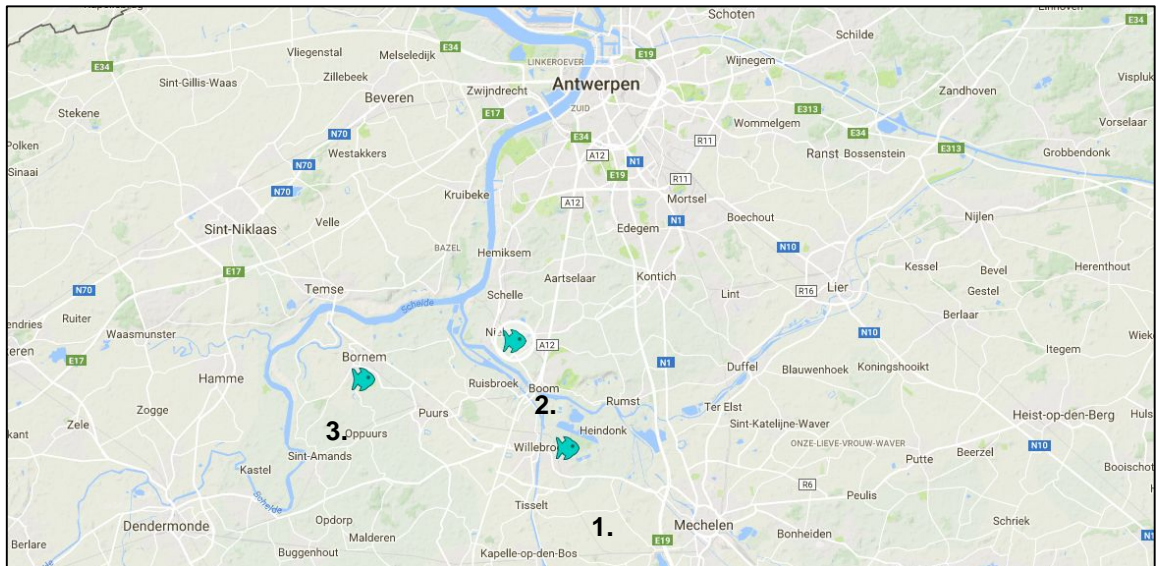 Schoten
E34
Vliegenstal
E34
Melseledijk
LINKEROEVER
E19
Wijnegem
Schilde
E34
Sint-Gillis-Waas
Zillebeek
Beveren
Zwijndrecht
Antwerpen
Zandhoven
Stekene
E17
ZUID
E313
Wommelgem
E34
Vorselaar
Polken
N70
Westakkers
E34
A12
N1
R11
Ranst
Bossenstein
E313
Grobbendonk
Sinaai
N70
E19
R11
N70
Kruibeke
A12
Mortsel
Nijlen
Sint-Niklaas
Velle
BAZEL
Edegem
N1
Boechout
N10
Hemiksem
E17
Aartselaar
Kontich
Kessel
Bevel
Herenthout
N70
Temse
Schelde
Schelle
Lint
R16
Lier
Gestel
Ruiter
Waasmunster
Berlaar
N10
E17
Bornem
A12
N1
Duffel
Blauwenhoek
Koningshooikt
Itegem
Hamme
Ruisbroek
Boom
Zogge
Puurs
2.
Rumst
Ter Elst
Heist-op-den-Berg
Zele
3.
Oppuurs
Heindonk
Sint-Katelijne-Waver
ONZE-LIEVE-VROUW-WAVER
N10
Sint-Amands
Putte
Beerzel
Kastel
R6
Peulis
Schelde
Tisselt
Dendermonde
Opdorp
Malderen
1.
Mechelen
Bonheiden
Schriek
Berlare
Buggenhout
Kapelle-op-den-Bos
E19